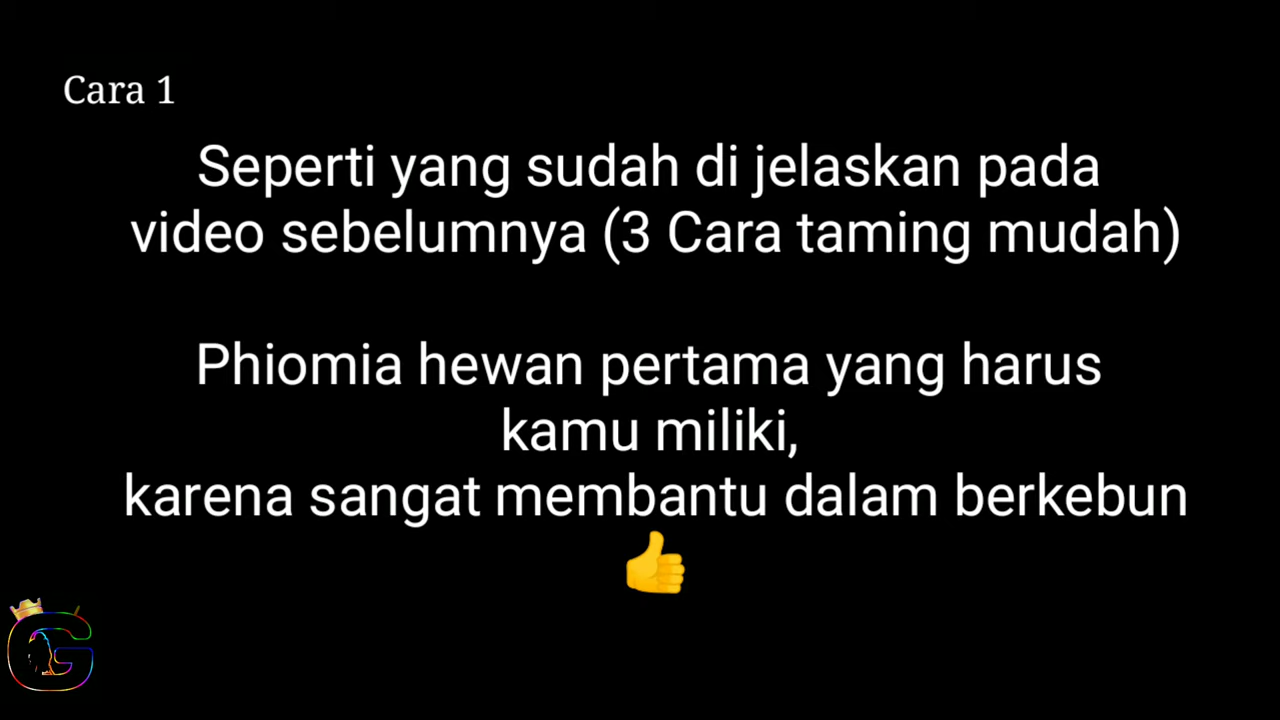 Cara 1
Seperti yang sudah di jelaskan pada
video sebelumnya (3 Cara taming mudah)
Phiomia hewan pertama yang harus
kamu miliki,
karena sangat membantu dalam berkebun
👍
G